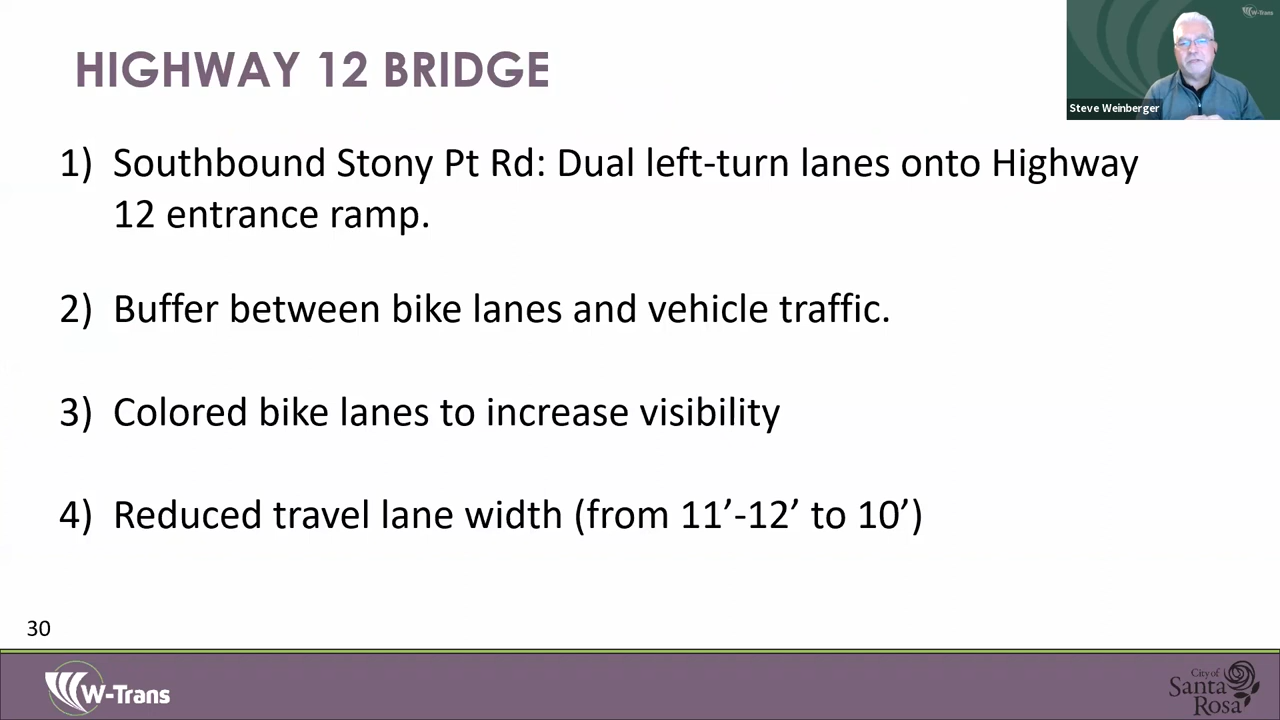 W-Trans
HIGHWAY 12 BRIDGE
Steve Weinberger
1) Southbound Stony Pt Rd: Dual left-turn lanes onto Highway
12 entrance ramp.
2) Buffer between bike lanes and vehicle traffic.
3) Colored bike lanes to increase visibility
4) Reduced travel lane width (from 11’-12’ to 10’)
30
W-Trans
City of
Santa
Rosa